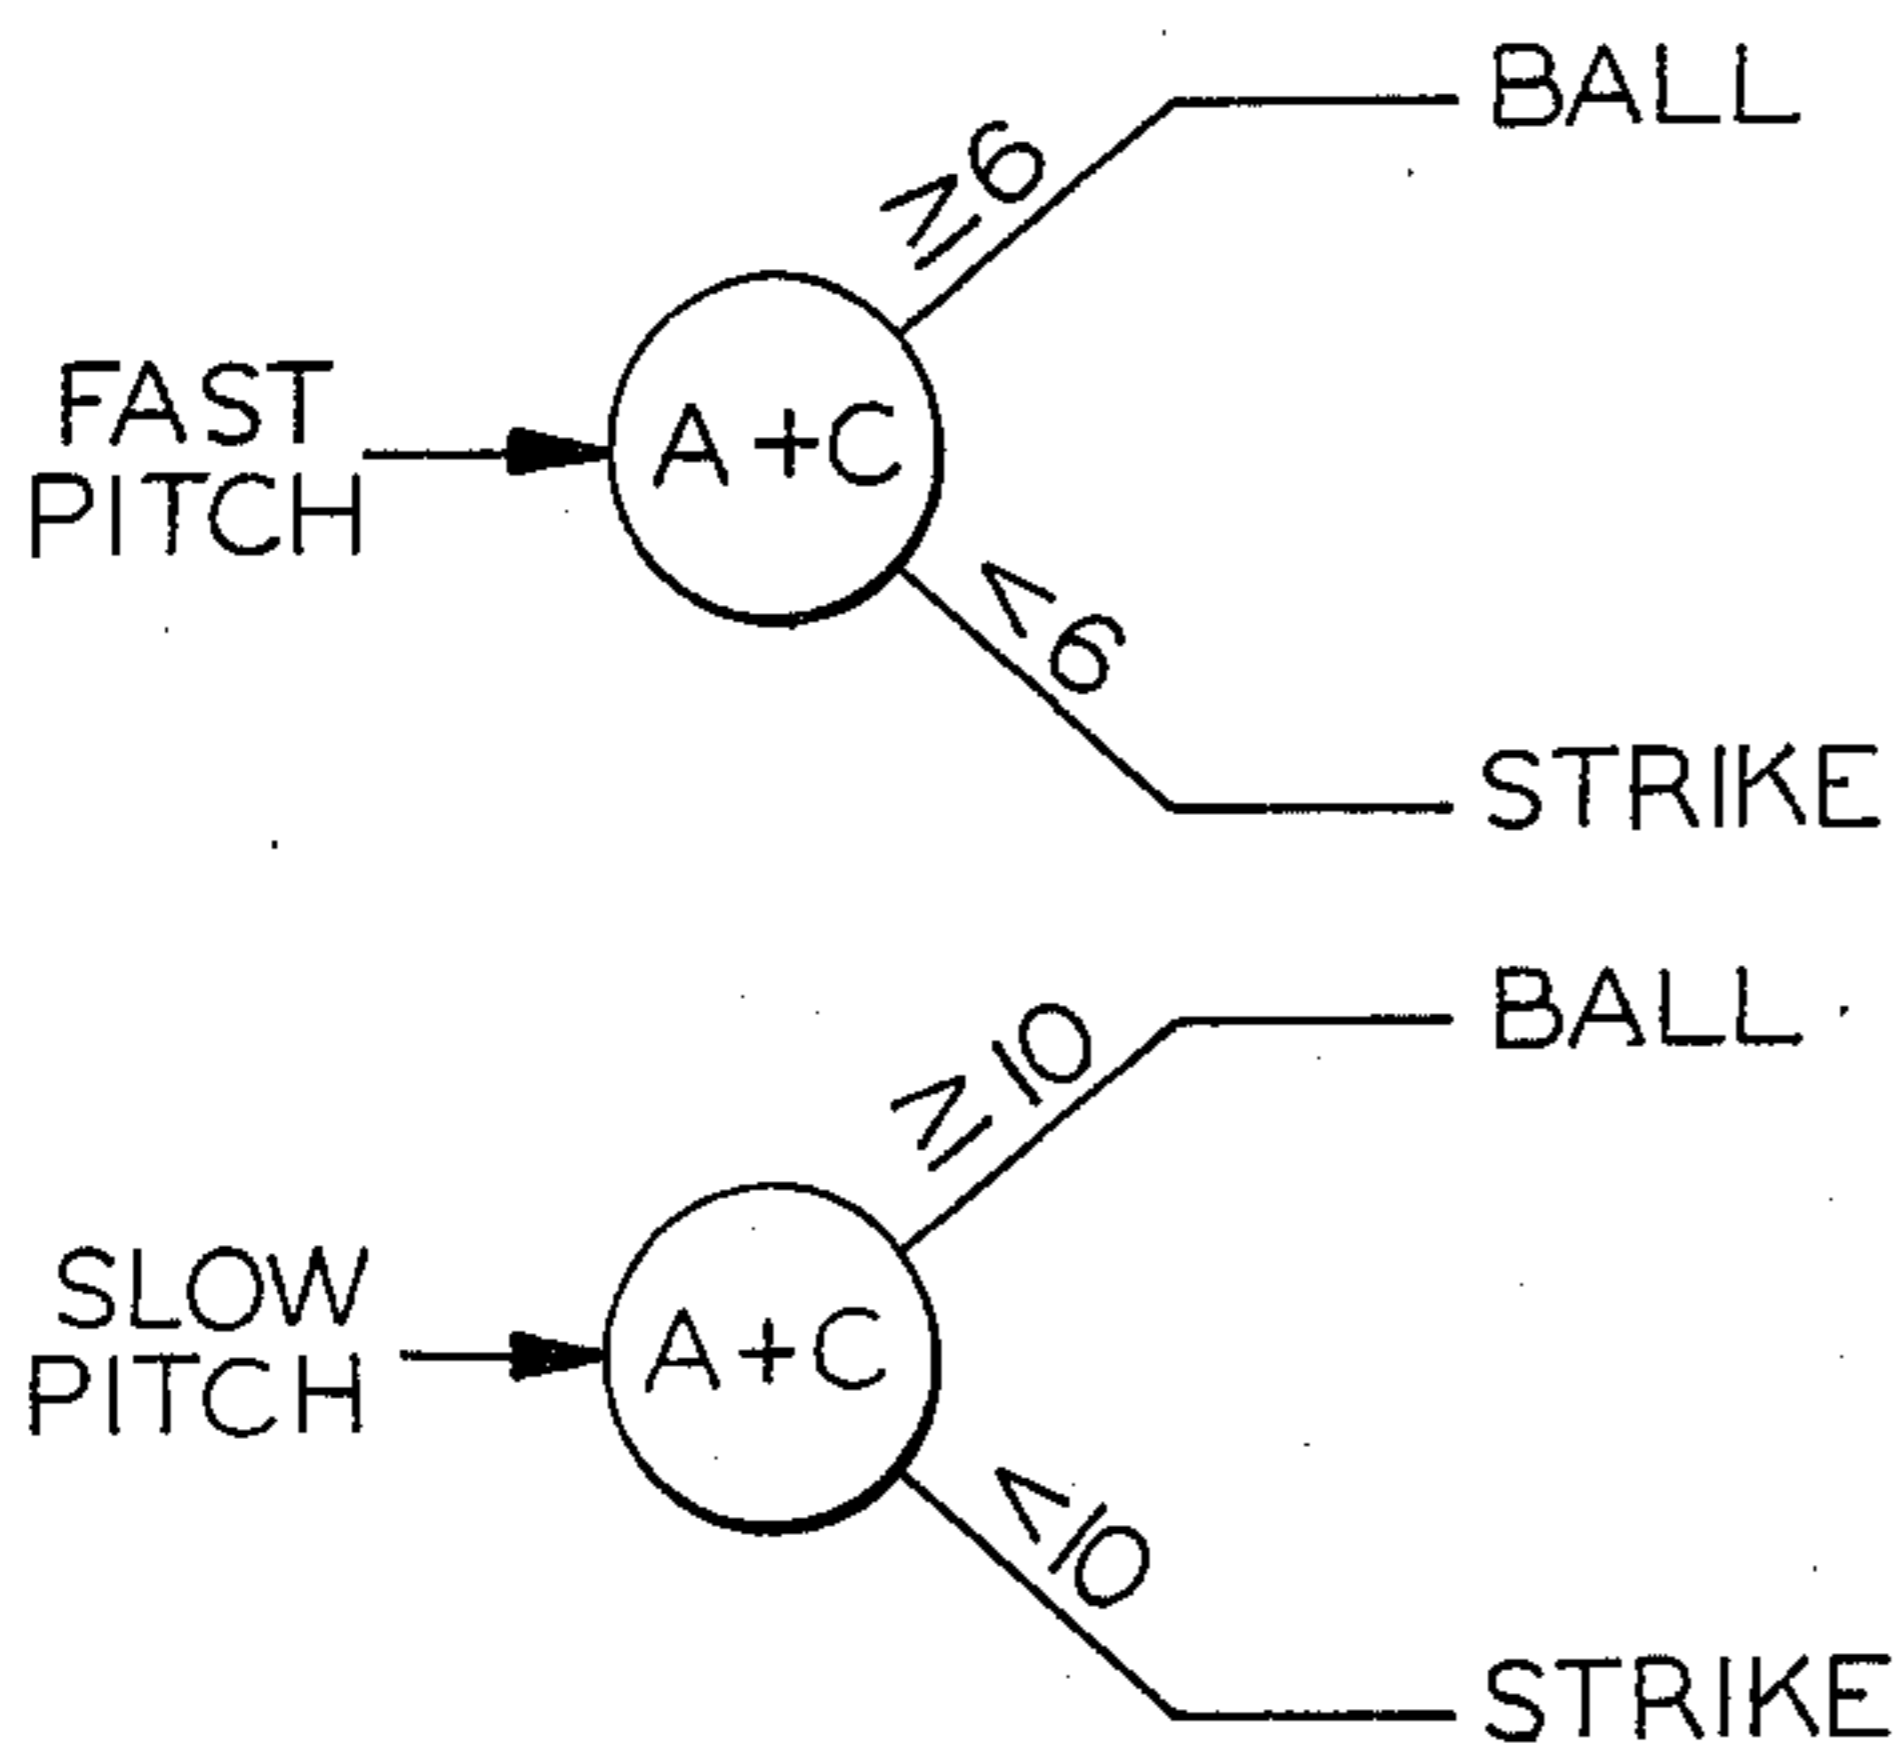 BALL
≥6
FAST
PITCH
A+C
<6
STRIKE
BALL
≥10
SLOW
PITCH
A+C
<10
STRIKE